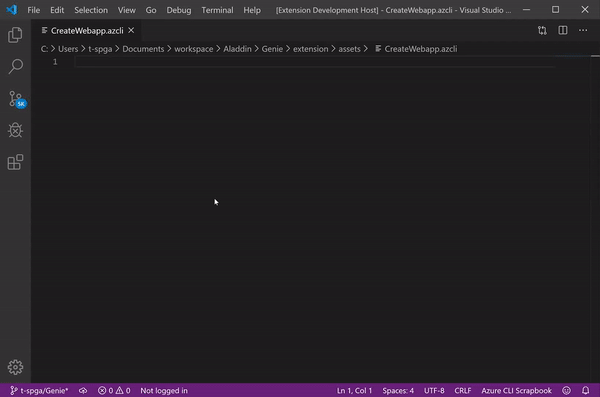 File Edit Selection View Go Debug Terminal Help [Extension Development Host] - CreateWebapp.azcli - Visual Studio ...
CreateWebapp.azcli
C: > Users > t-spga > Documents > workspace > Aladdin > Genie > extension > assets > CreateWebapp.azcli
1
5K
t-spga/Genie* 0 0 Not logged in Ln 1, Col 1 Spaces: 4 UTF-8 CRLF Azure CLI Scrapbook